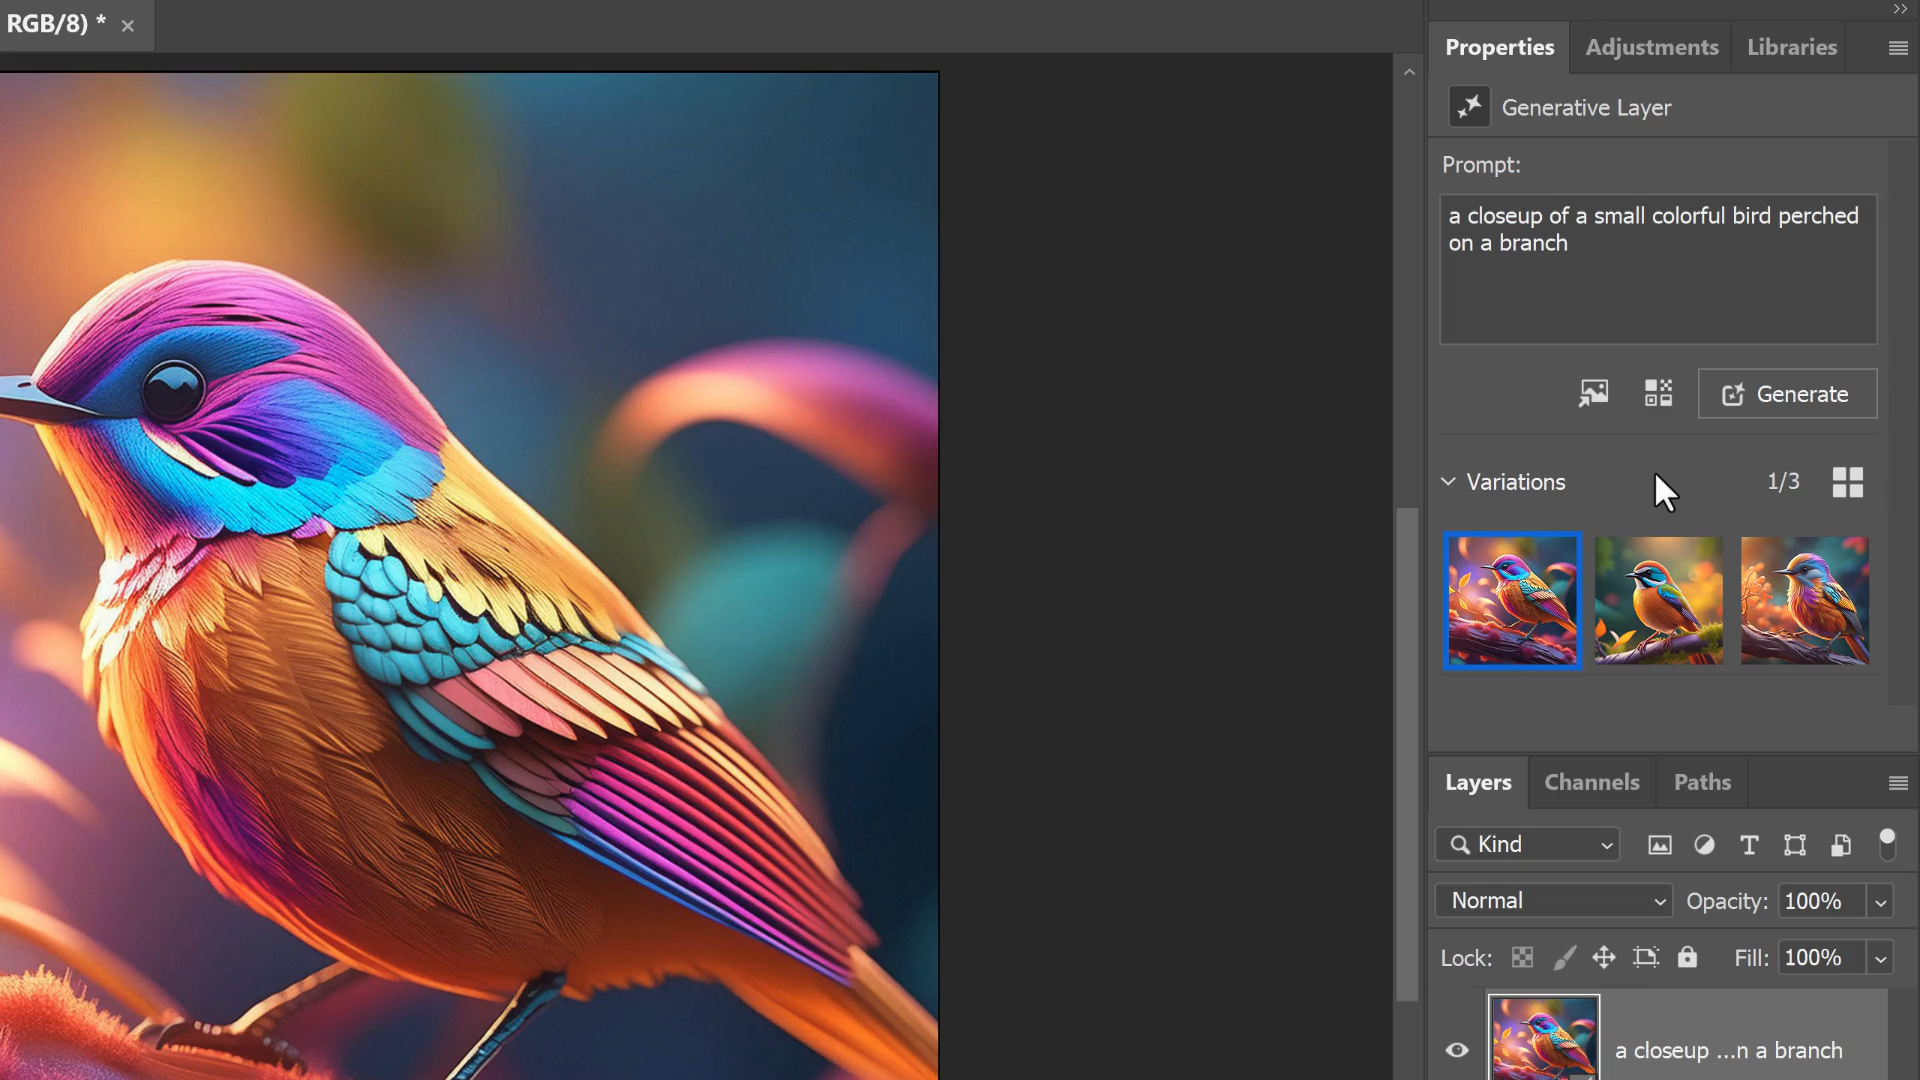 RGB/8) * ×
Properties
Adjustments
Libraries
Generative Layer
Prompt:
a closeup of a small colorful bird perched
on a branch
Generate
Variations
1/3
Layers
Channels
Paths
Kind
Normal
Opacity: 100%
Lock:
Fill: 100%
a closeup ...n a branch